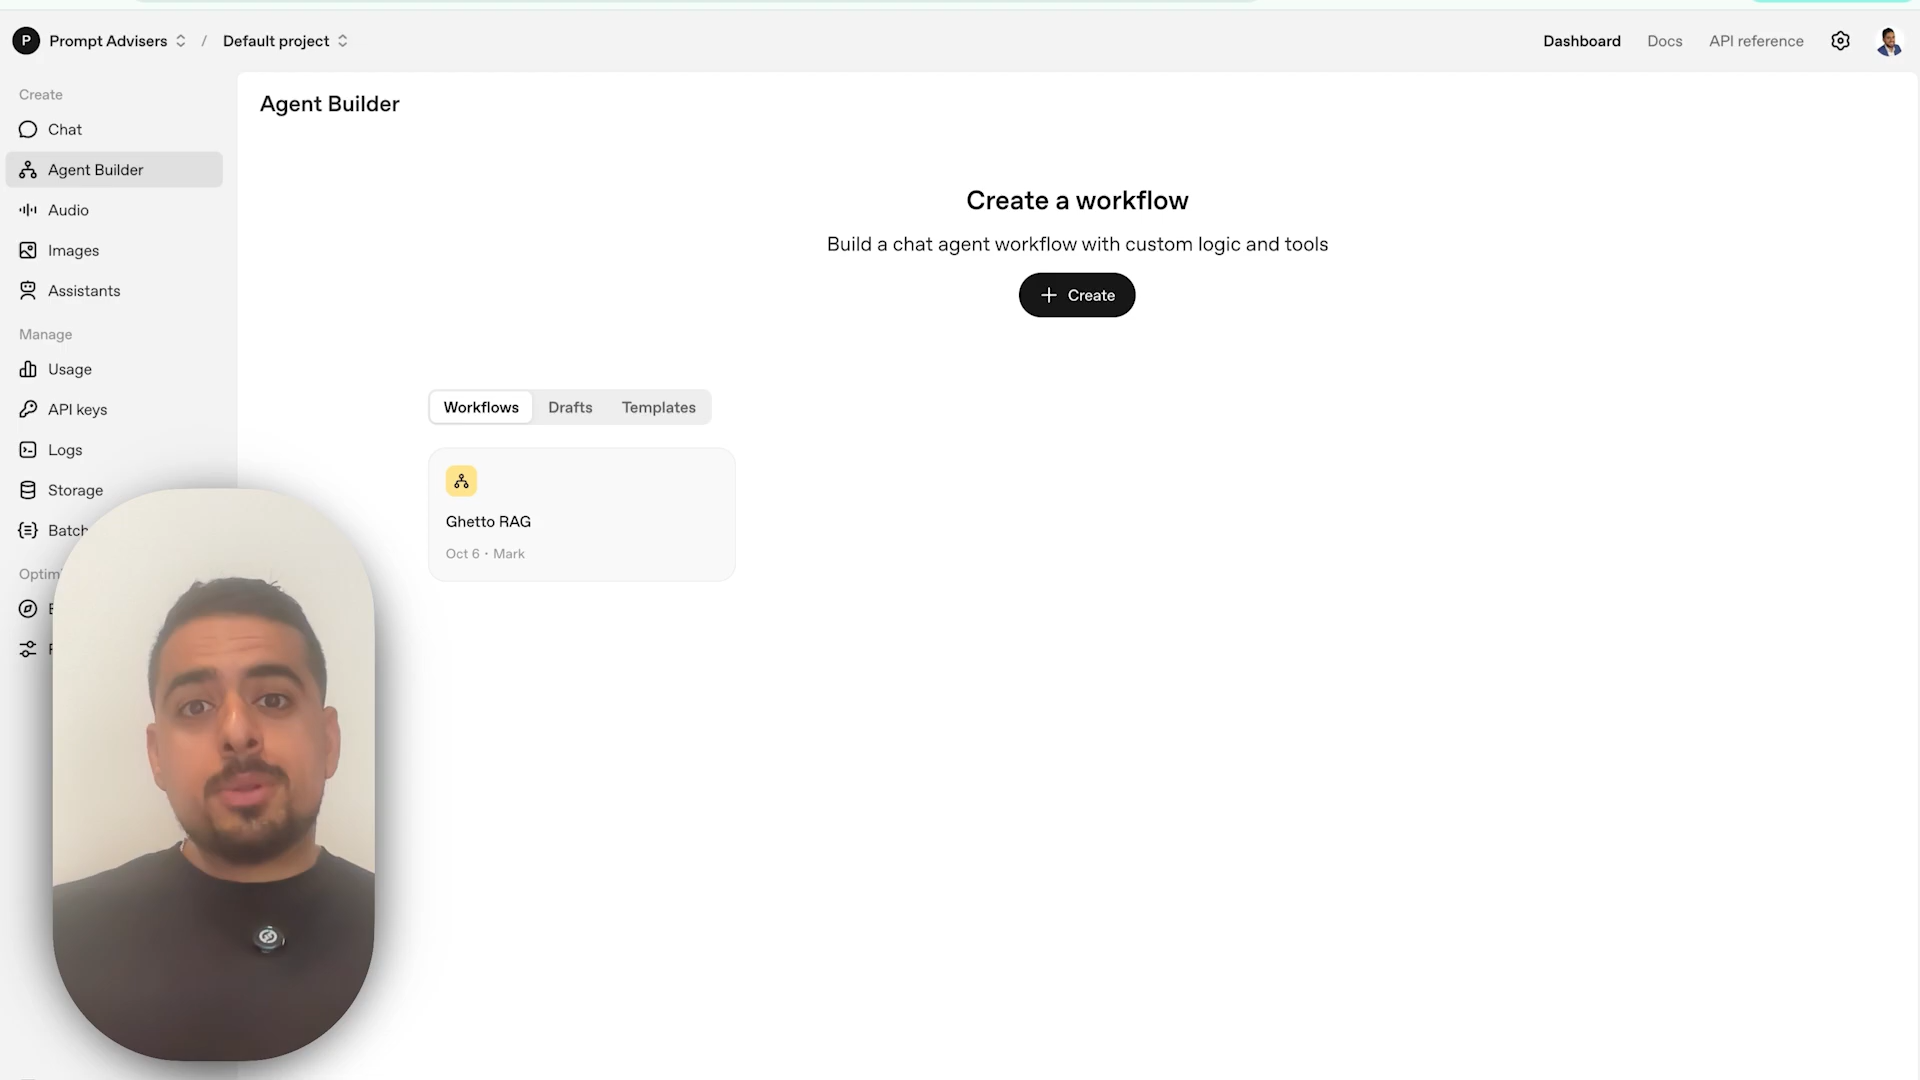 P Prompt Advisers / Default project
Dashboard Docs API reference
Create
Chat
Agent Builder
Audio
Images
Assistants
Manage
Usage
API keys
Logs
Storage
Batch
Optim
Agent Builder
Create a workflow
Build a chat agent workflow with custom logic and tools
+ Create
Workflows Drafts Templates
Ghetto RAG
Oct 6 • Mark